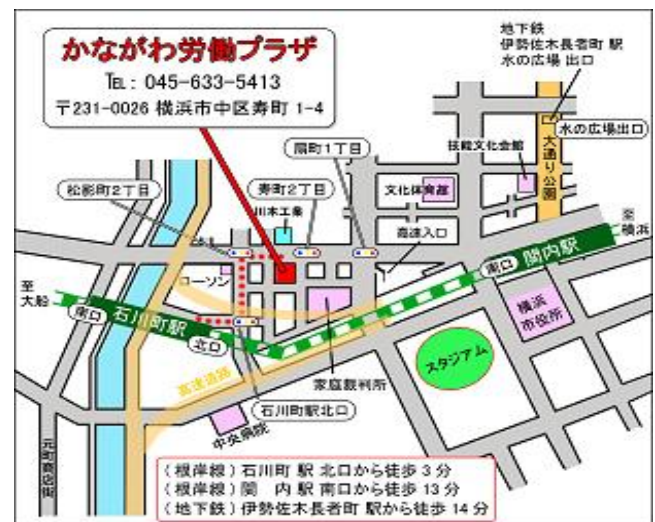 かながわ労働プラザ
TEL: 045-633-5413
〒231-0026 横浜市中区寿町 1-4
地下鉄
伊勢佐木長者町 駅
水の広場 出口
水の広場出口
大通り公園
技能文化会館
扇町1丁目
松影町2丁目
寿町2丁目
文化体育館
川本工業
高速入口
至
横浜
関内駅
南口
ローソン
至
大船
南口
石川町駅
北口
横浜
市役所
スタジアム
家庭裁判所
高速道路
石川町駅北口
中央病院
元町商店街
(根岸線)石川町 駅 北口から徒歩 3 分
(根岸線)関 内 駅 南口から徒歩 13 分
(地下鉄)伊勢佐木長者町 駅から徒歩 14 分